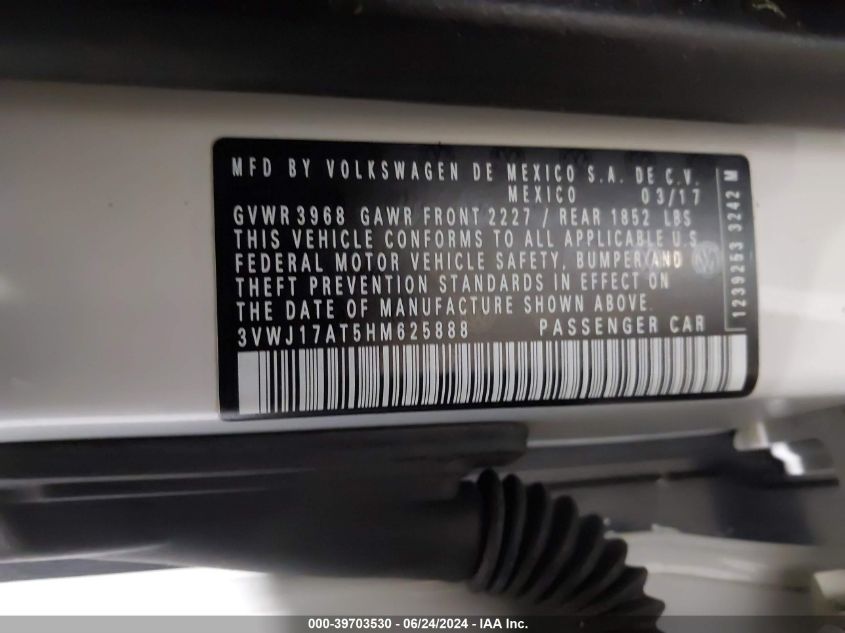 MFD BY VOLKSWAGEN DE MEXICO S.A. DE C.V.
MEXICO 03/17
GVWR 3968 GAWR FRONT 2227 / REAR 1852 LBS
THIS VEHICLE CONFORMS TO ALL APPLICABLE U.S
FEDERAL MOTOR VEHICLE SAFETY, BUMPER AND
THEFT PREVENTION STANDARDS IN EFFECT ON
THE DATE OF MANUFACTURE SHOWN ABOVE.
3VWJ17AT5HM625888 PASSENGER CAR
1239253 3242 M
000-39703530 - 06/24/2024 - IAA Inc.